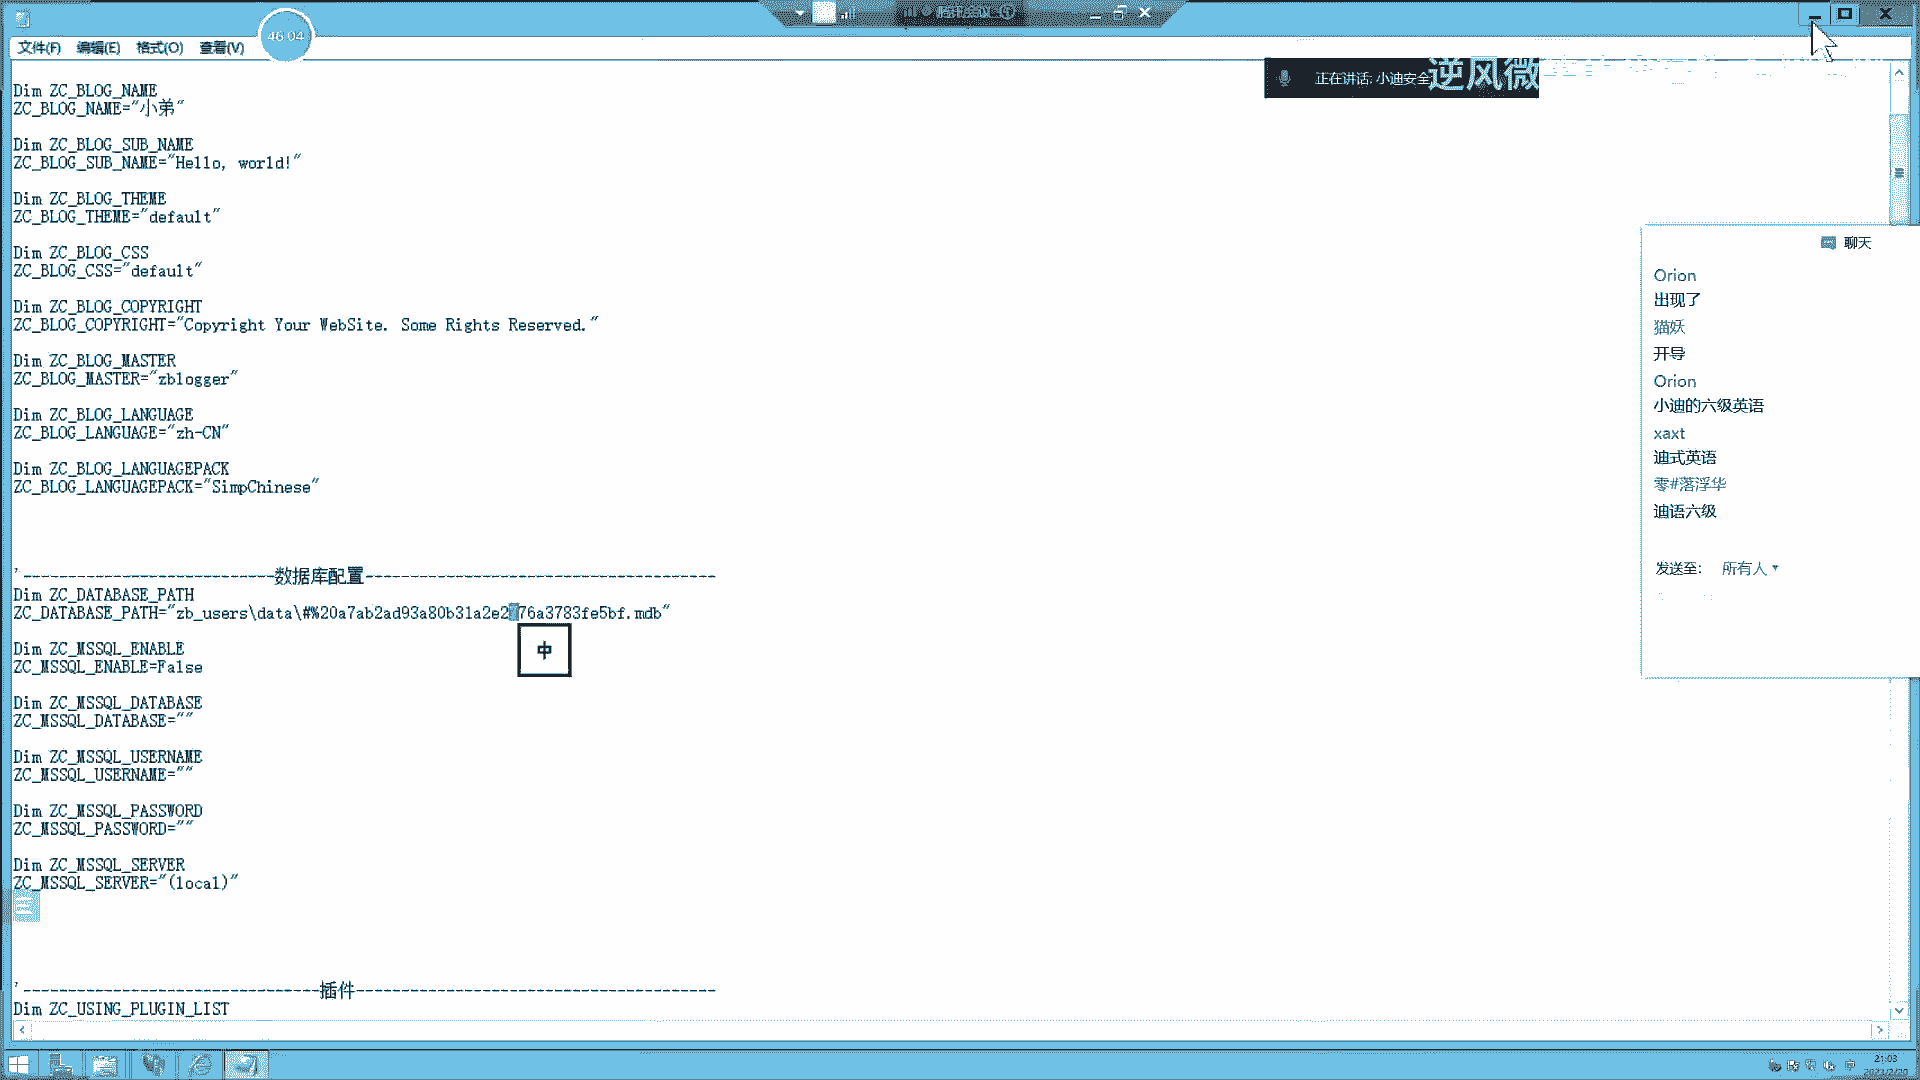 腾讯会议
文件(F) 编辑(E) 格式(O) 查看(V)
46:04
正在讲话: 小迪安全
逆风微
Dim ZC_BLOG_NAME
ZC_BLOG_NAME="小弟"
Dim ZC_BLOG_SUB_NAME
ZC_BLOG_SUB_NAME="Hello, world!"
Dim ZC_BLOG_THEME
ZC_BLOG_THEME="default"
Dim ZC_BLOG_CSS
ZC_BLOG_CSS="default"
Dim ZC_BLOG_COPYRIGHT
ZC_BLOG_COPYRIGHT="Copyright Your WebSite. Some Rights Reserved."
Dim ZC_BLOG_MASTER
ZC_BLOG_MASTER="zblogger"
Dim ZC_BLOG_LANGUAGE
ZC_BLOG_LANGUAGE="zh-CN"
Dim ZC_BLOG_LANGUAGEPACK
ZC_BLOG_LANGUAGEPACK="SimpChinese"
'----------------------------数据库配置---------------------------------------
Dim ZC_DATABASE_PATH
Dim ZC_MSSQL_ENABLE
ZC_MSSQL_ENABLE=False
Dim ZC_MSSQL_DATABASE
ZC_MSSQL_DATABASE=""
Dim ZC_MSSQL_USERNAME
ZC_MSSQL_USERNAME=""
Dim ZC_MSSQL_PASSWORD
ZC_MSSQL_PASSWORD=""
Dim ZC_MSSQL_SERVER
ZC_MSSQL_SERVER="(local)"
'---------------------------------插件----------------------------------------
Dim ZC_USING_PLUGIN_LIST
中
聊天
Orion
出现了
猫妖
开导
Orion
小迪的六级英语
xaxt
迪式英语
零#落浮华
迪语六级
发送至: 所有人
21:03